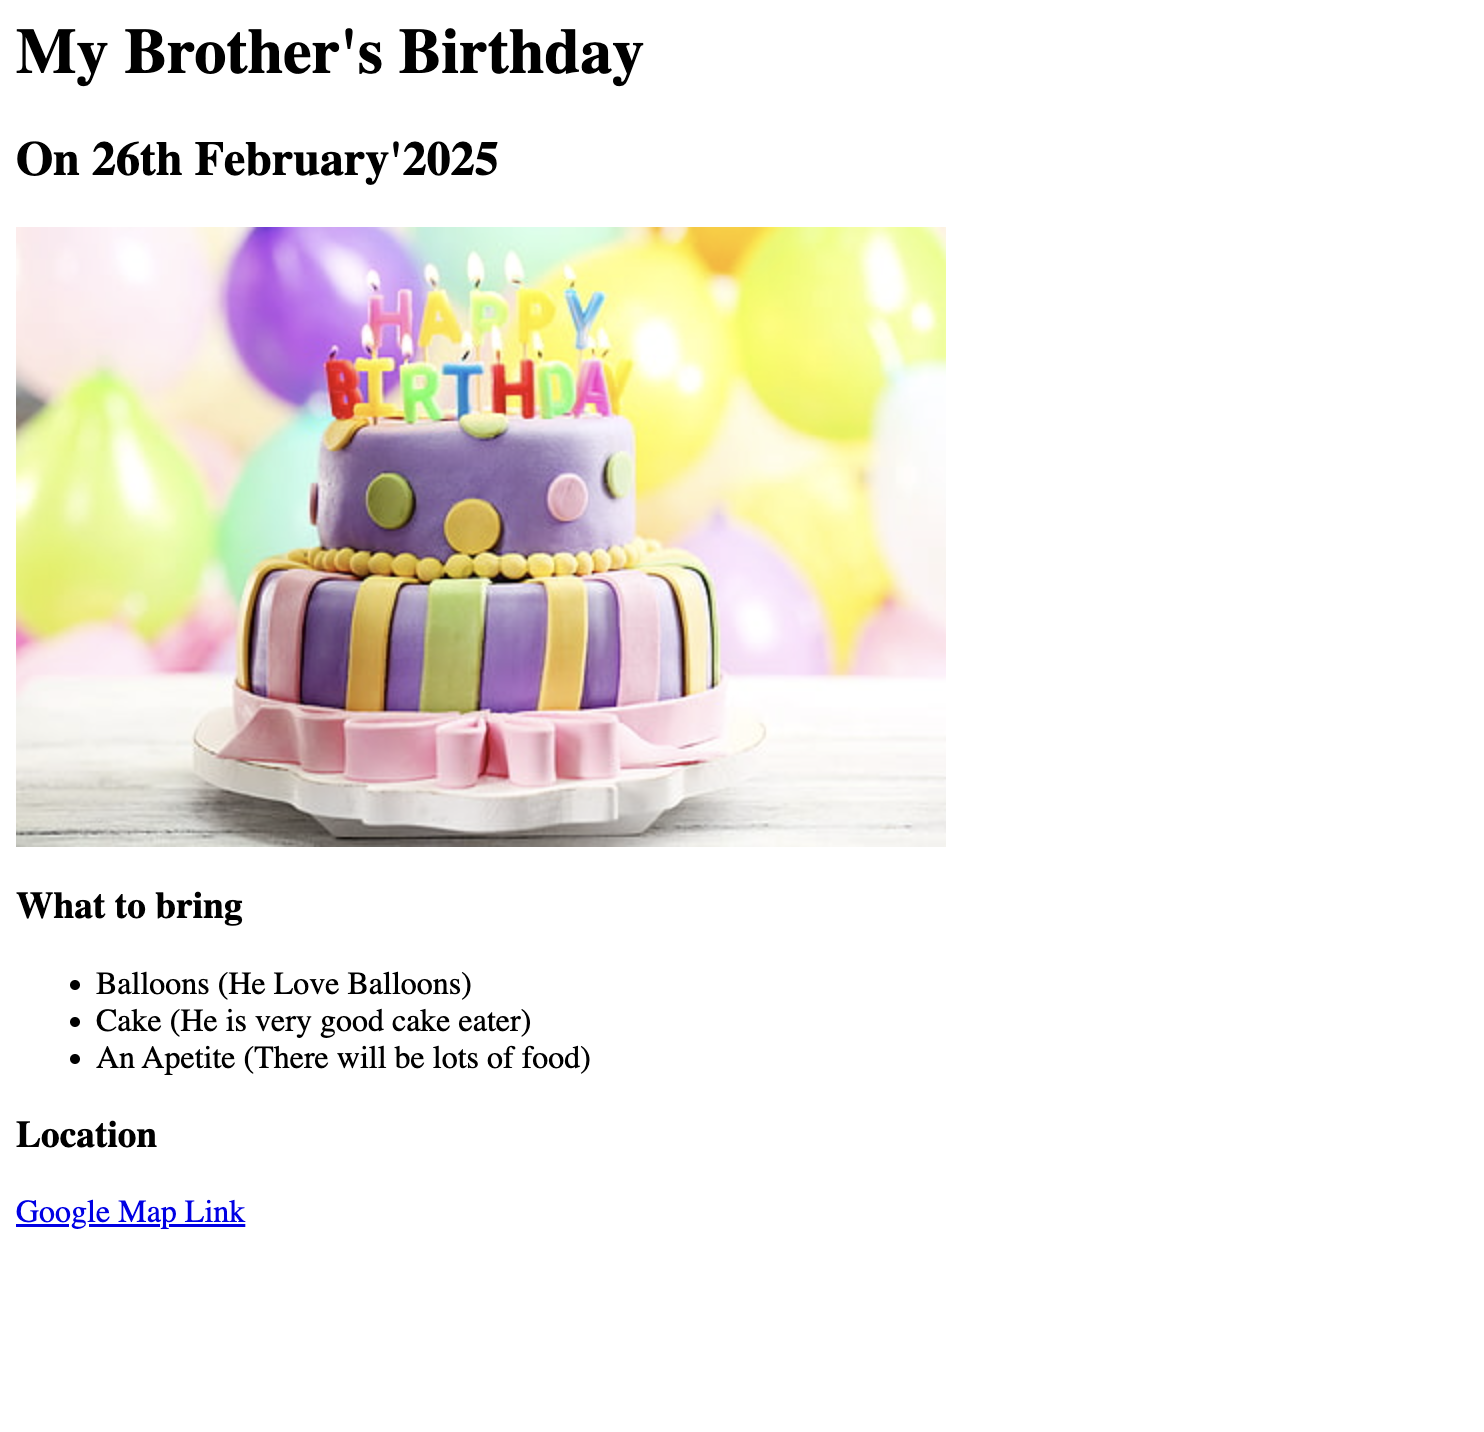 My Brother's Birthday
On 26th February'2025
HAPPY
BIRTHDAY
What to bring
Balloons (He Love Balloons)
Cake (He is very good cake eater)
An Apetite (There will be lots of food)
Location
Google Map Link